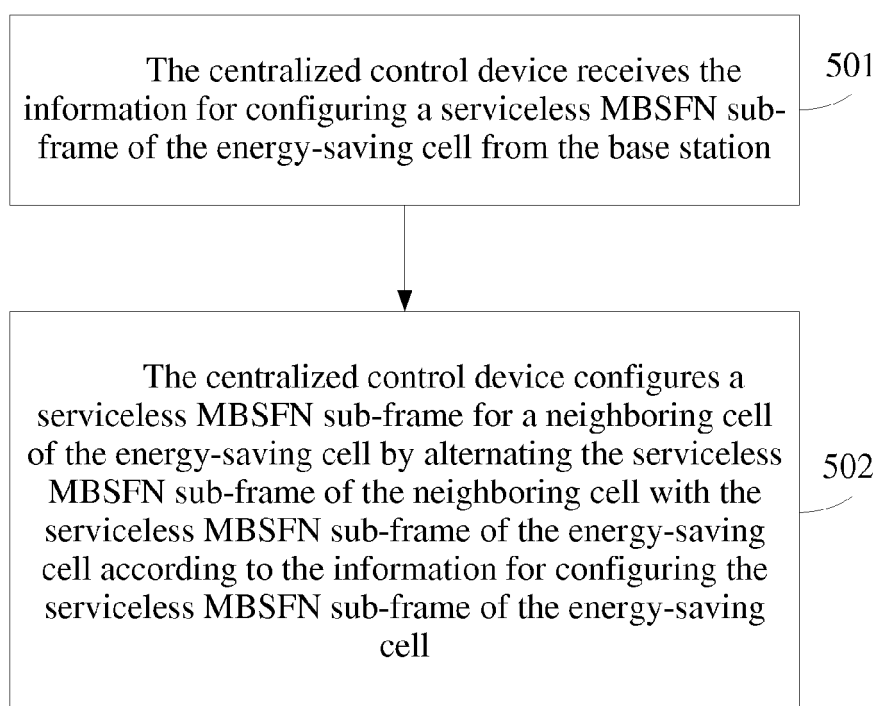 The centralized control device receives the
information for configuring a serviceless MBSFN sub-
frame of the energy-saving cell from the base station
501
The centralized control device configures a
serviceless MBSFN sub-frame for a neighboring cell
of the energy-saving cell by alternating the serviceless
MBSFN sub-frame of the neighboring cell with the
serviceless MBSFN sub-frame of the energy-saving
cell according to the information for configuring the
serviceless MBSFN sub-frame of the energy-saving
cell
502